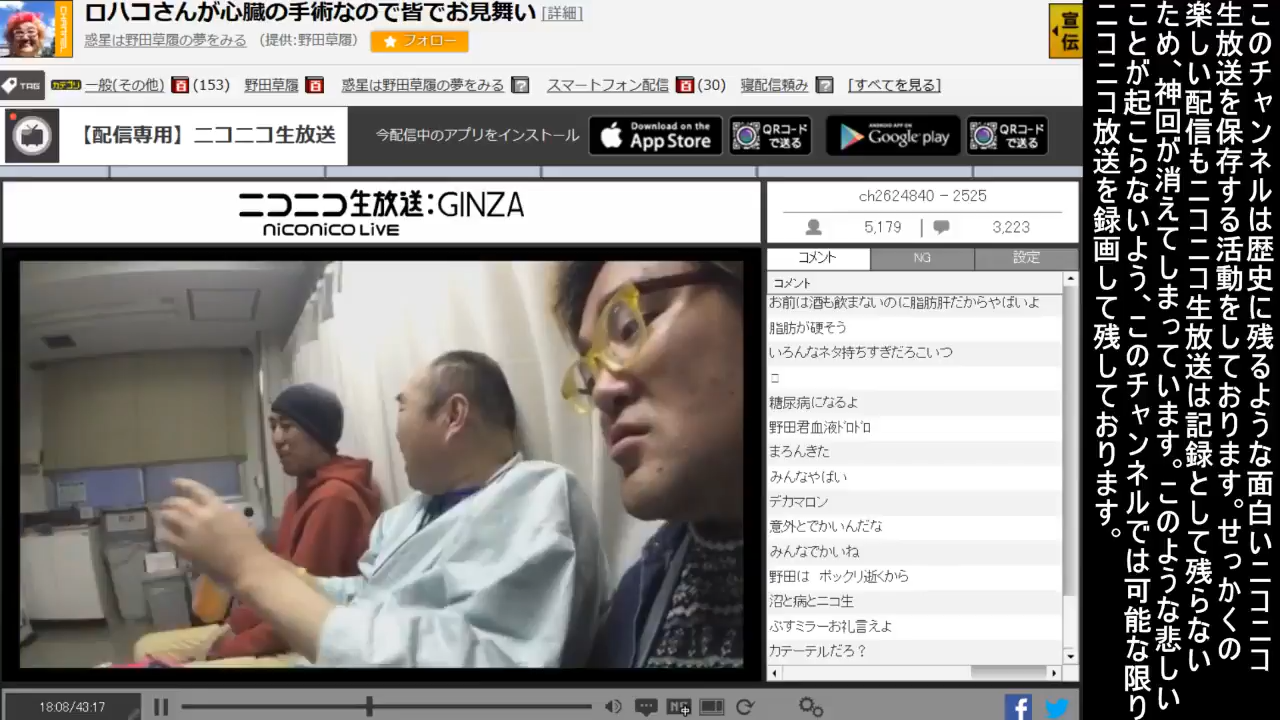 CHANNEL
ロハコさんが心臓の手術なので皆でお見舞い [詳細]
惑星は野田草履の夢をみる (提供:野田草履) ★ フォロー
宣伝
TAG カテゴリ 一般(その他) 百 (153) 野田草履 百 惑星は野田草履の夢をみる ? スマートフォン配信 百 (30) 寝配信頼み ? [すべてを見る]
【配信専用】ニコニコ生放送
今配信中のアプリをインストール
Download on the App Store
QRコードで送る
ANDROID APP ON Google play
QRコードで送る
ニコニコ生放送:GINZA
niconico LIVE
ch2624840 - 2525
5,179 | 3,223
コメント NG 設定
コメント
お前は酒も飲まないのに脂肪肝だからやばいよ
脂肪が硬そう
いろんなネタ持ちすぎだろこいつ
□
糖尿病になるよ
野田君血液ﾄﾞﾛﾄﾞﾛ
まろんきた
みんなやばい
デカマロン
意外とでかいんだな
みんなでかいね
野田は ポックリ逝くから
沼と病とニコ生
ぶすミラーお礼言えよ
カテーテルだろ？
18:08/43:17
このチャンネルは歴史に残るような面白いニコニコ
生放送を保存する活動をしております。せっかくの
楽しい配信もニコニコ生放送は記録として残らない
ため、神回が消えてしまっています。このような悲しい
ことが起こらないよう、このチャンネルでは可能な限り
ニコニコ放送を録画して残しております。